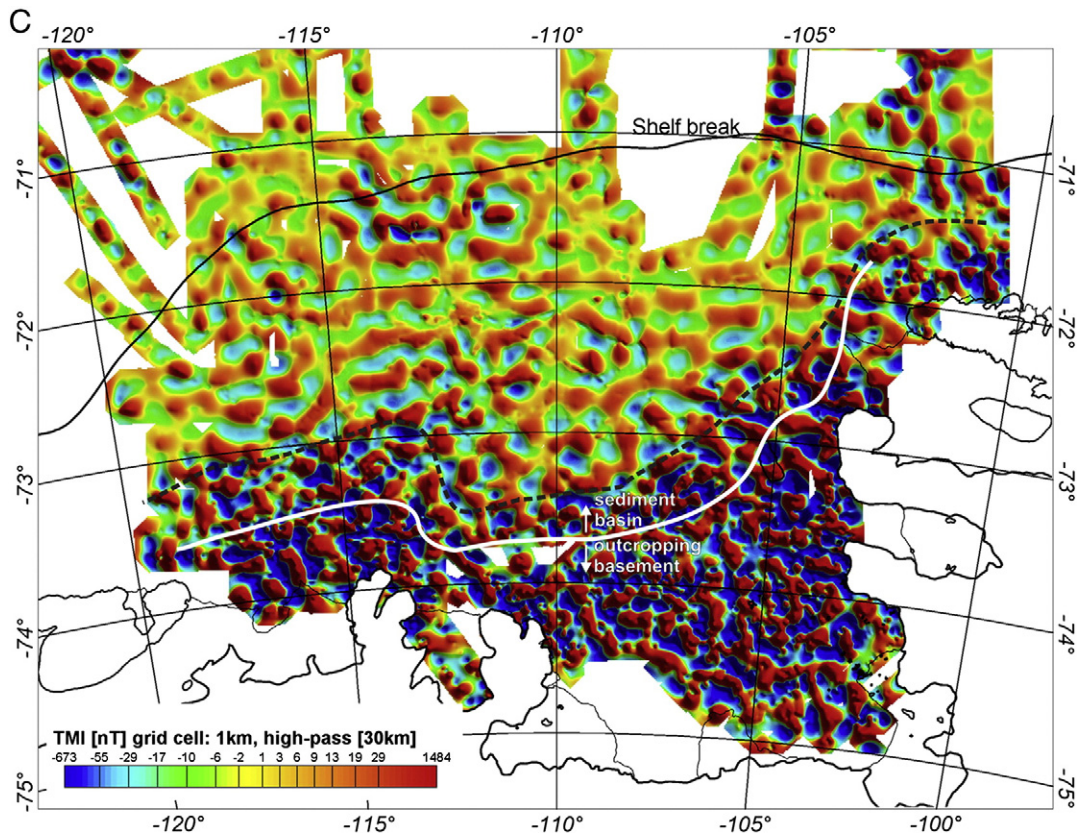 C
-120°
-115°
-110°
-105°
Shelf break
-71°
-71°
-72°
-72°
-73°
-73°
sediment
basin
outcropping
basement
-74°
-74°
TMI [nT] grid cell: 1km, high-pass [30km]
-673 -55 -29 -17 -10 -6 -2 1 3 6 9 13 19 29 1484
-75°
-75°
-120°
-115°
-110°
-105°
-100°